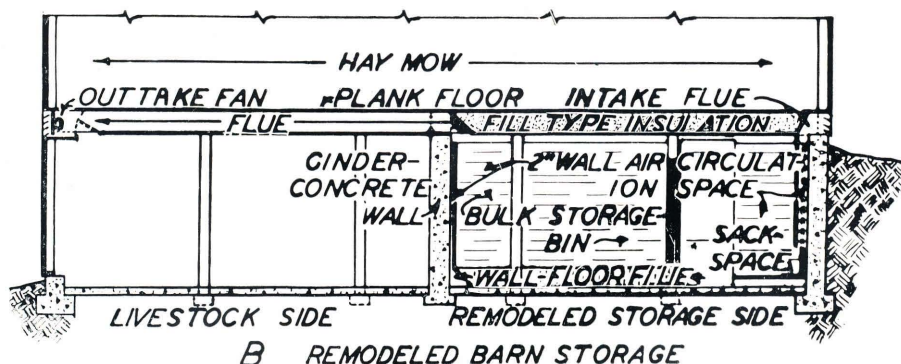 HAY MOW
OUTTAKE FAN PLANK FLOOR INTAKE FLUE
FLUE FILL TYPE INSULATION
CINDER-
CONCRETE
WALL
2" WALL AIR CIRCULAT-
ION SPACE
BULK STORAGE
BIN
SACK-
SPACE
WALL-FLOOR FLUES
LIVESTOCK SIDE REMODELED STORAGE SIDE
B REMODELED BARN STORAGE